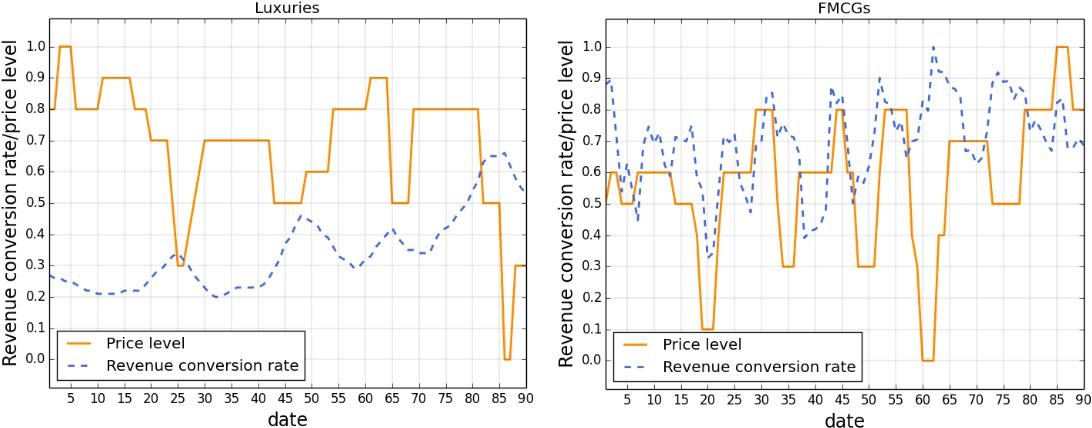 Luxuries
Revenue conversion rate/price level
1.0
0.9
0.8
0.7
0.6
0.5
0.4
0.3
0.2
0.1
0.0
Price level
Revenue conversion rate
5 10 15 20 25 30 35 40 45 50 55 60 65 70 75 80 85 90
date
FMCGs
Revenue conversion rate/price level
1.0
0.9
0.8
0.7
0.6
0.5
0.4
0.3
0.2
0.1
0.0
Price level
Revenue conversion rate
5 10 15 20 25 30 35 40 45 50 55 60 65 70 75 80 85 90
date